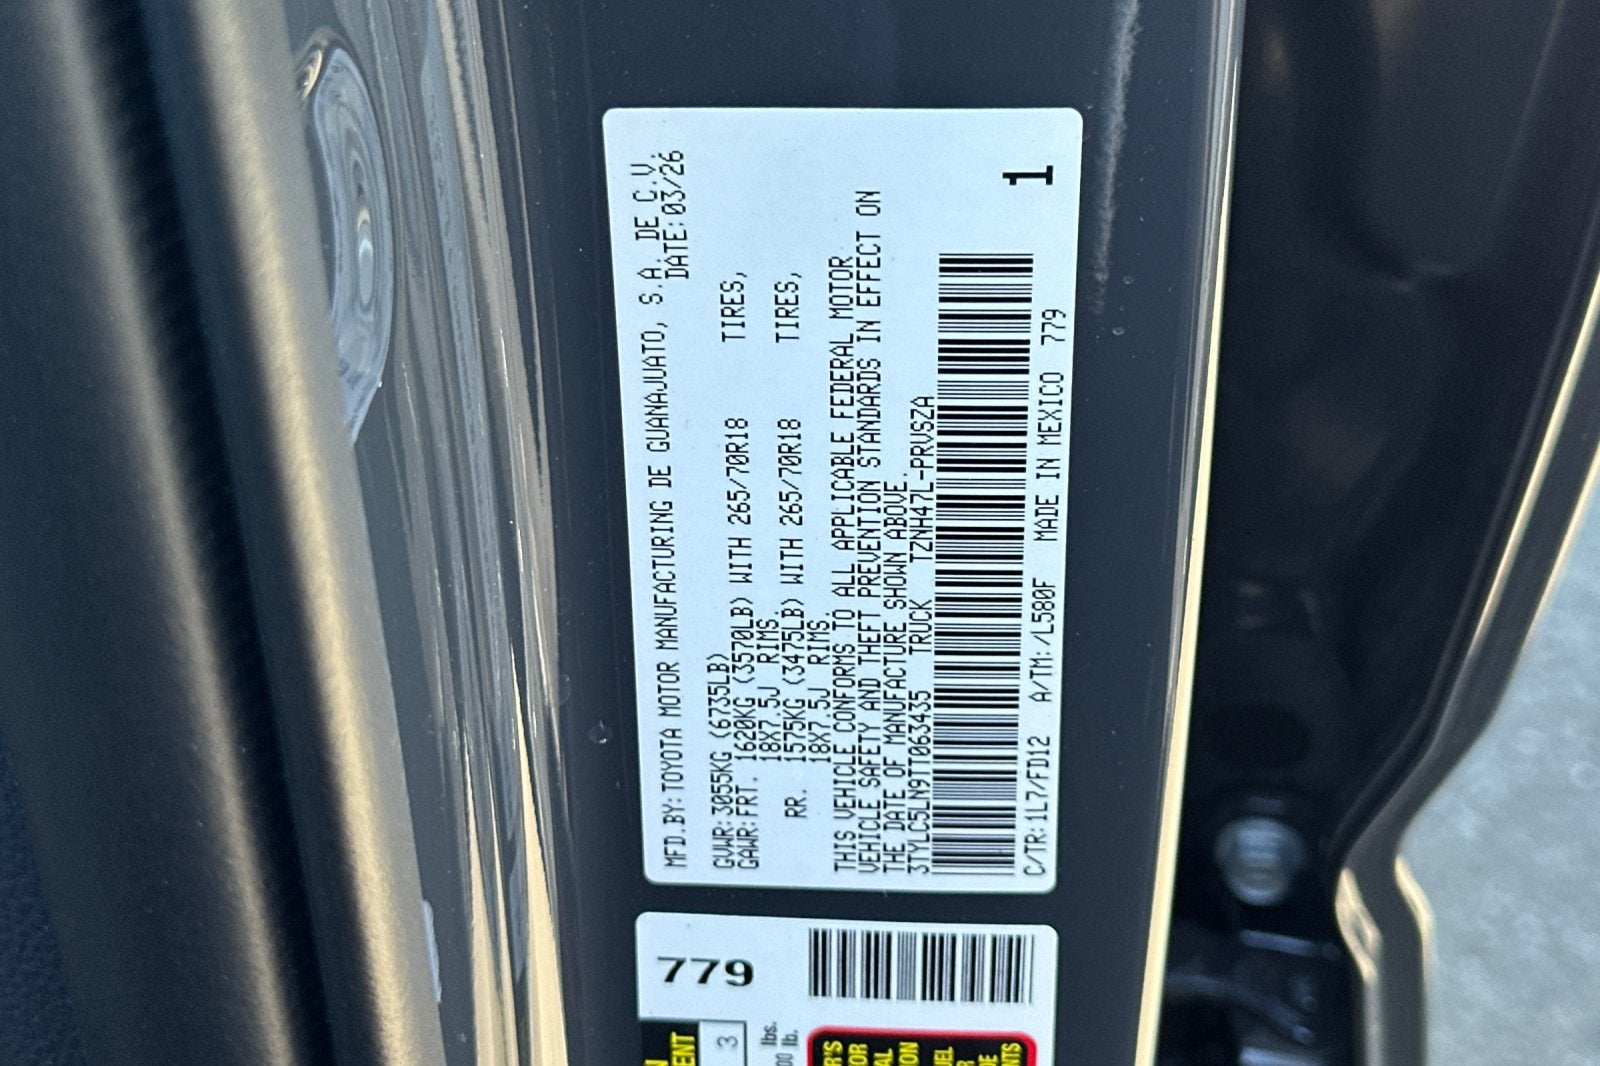 MFD.BY:TOYOTA MOTOR MANUFACTURING DE GUANAJUATO, S.A. DE C.V.
DATE:03/26
GVWR:3055KG (6735LB)
GAWR:FRT. 1620KG (3570LB) WITH 265/70R18 TIRES,
18X7.5J RIMS.
RR. 1575KG (3475LB) WITH 265/70R18 TIRES,
18X7.5J RIMS.
THIS VEHICLE CONFORMS TO ALL APPLICABLE FEDERAL MOTOR
VEHICLE SAFETY AND THEFT PREVENTION STANDARDS IN EFFECT ON
THE DATE OF MANUFACTURE SHOWN ABOVE.
3TYLC5LN9TT063435 TRUCK TZNH47L-PRVSZA
1
C/TR:1L7/FD12 A/TM:/L580F MADE IN MEXICO 779
779
3
lbs.
lb.